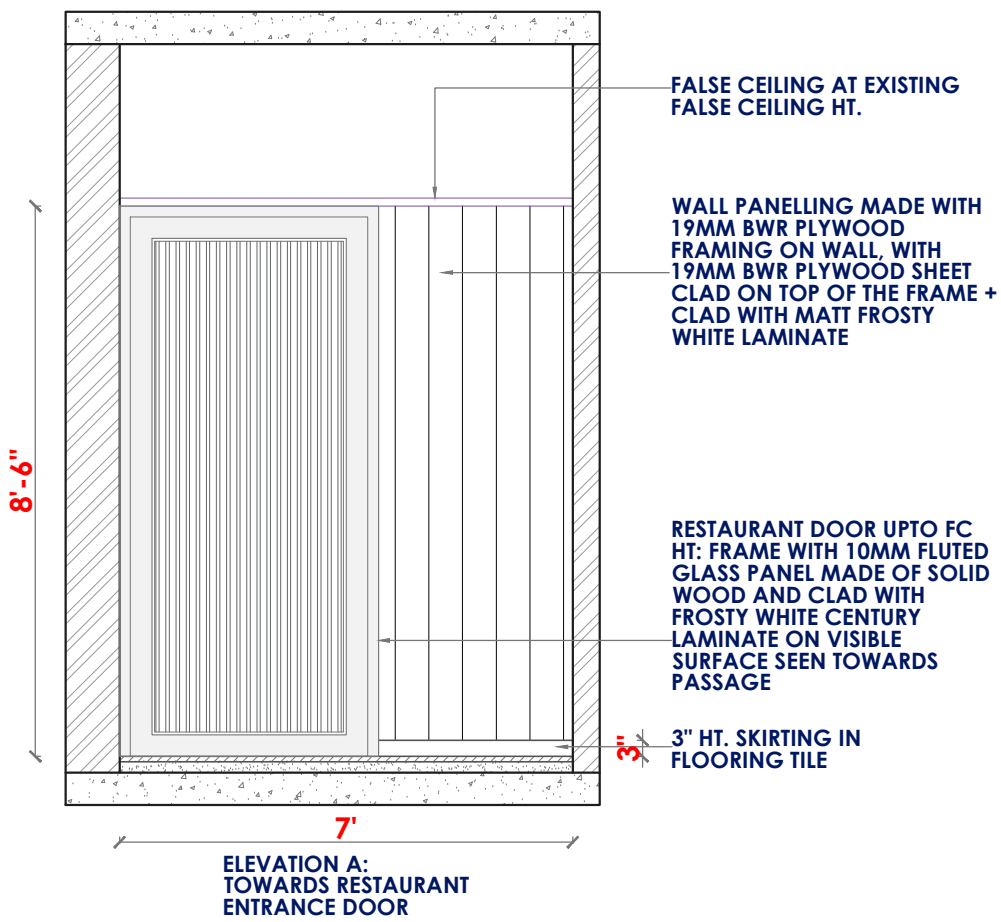 FALSE CEILING AT EXISTING
FALSE CEILING HT.
WALL PANELLING MADE WITH
19MM BWR PLYWOOD
FRAMING ON WALL, WITH
19MM BWR PLYWOOD SHEET
CLAD ON TOP OF THE FRAME +
CLAD WITH MATT FROSTY
WHITE LAMINATE
8'-6"
RESTAURANT DOOR UPTO FC
HT: FRAME WITH 10MM FLUTED
GLASS PANEL MADE OF SOLID
WOOD AND CLAD WITH
FROSTY WHITE CENTURY
LAMINATE ON VISIBLE
SURFACE SEEN TOWARDS
PASSAGE
3"
3" HT. SKIRTING IN
FLOORING TILE
7'
ELEVATION A:
TOWARDS RESTAURANT
ENTRANCE DOOR